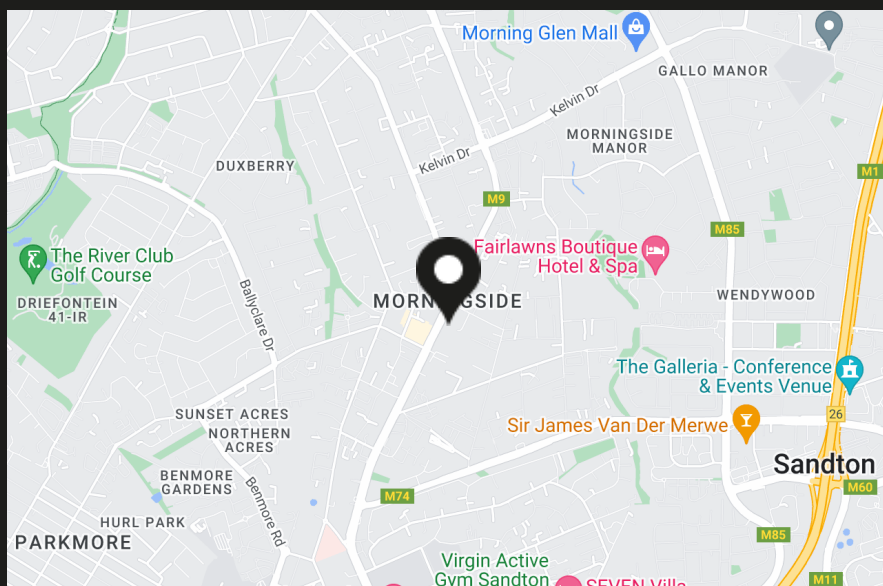 Morning Glen Mall
GALLO MANOR
Kelvin Dr
MORNINGSIDE
MANOR
Kelvin Dr
DUXBERRY
M1
M9
M85
The River Club
Golf Course
Fairlawns Boutique
Hotel & Spa
DRIEFONTEIN
41-IR
MORNINGSIDE
WENDYWOOD
Ballyclare Dr
The Galleria - Conference
& Events Venue
SUNSET ACRES
26
Sir James Van Der Merwe
NORTHERN
ACRES
Sandton
BENMORE
GARDENS
M74
M60
Benmore Rd
HURL PARK
M85
PARKMORE
Virgin Active
Gym Sandton
SEVEN Villa
M11